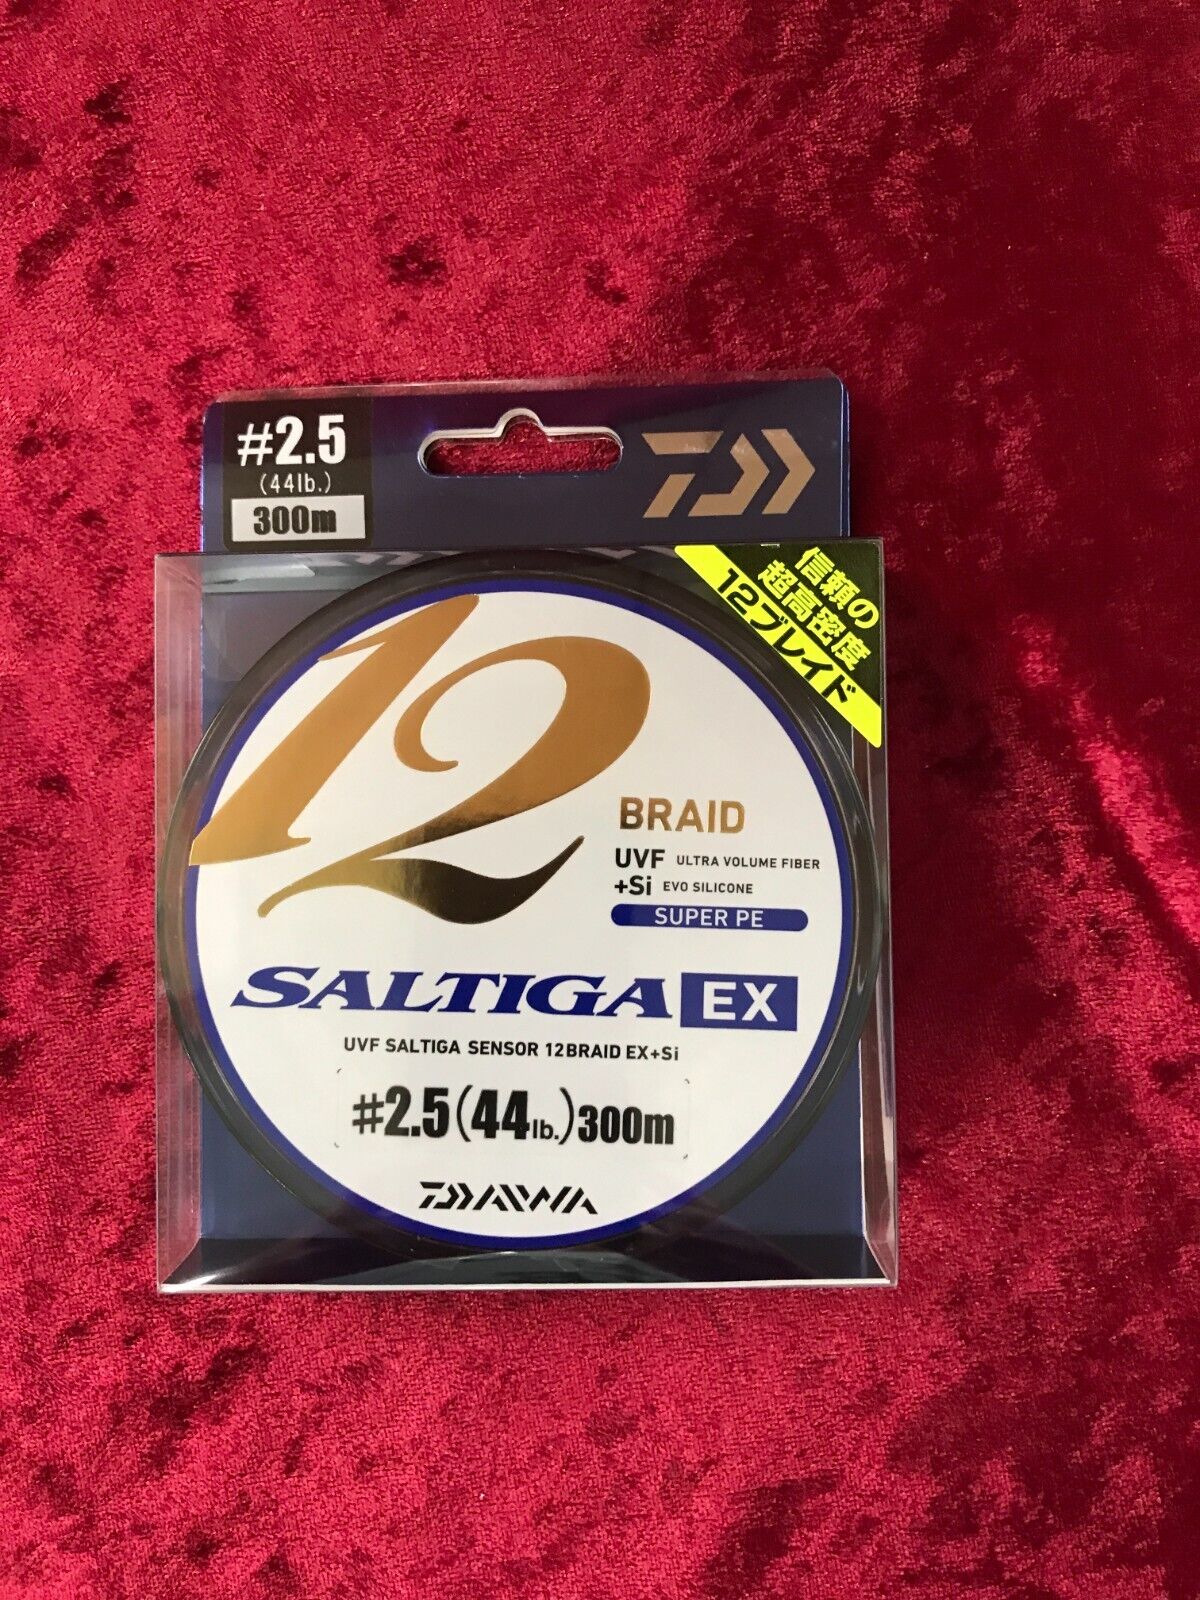 #2.5
(44lb.)
300m
信頼の
超高密度
12ブレイド
12
BRAID
UVF ULTRA VOLUME FIBER
+Si EVO SILICONE
SUPER PE
SALTIGA EX
UVF SALTIGA SENSOR 12BRAID EX+Si
#2.5(44lb.)300m
DAIWA